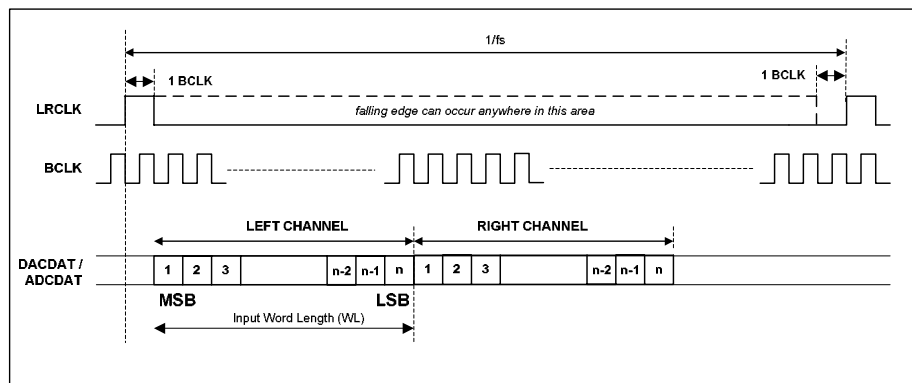 1/fs
1 BCLK
1 BCLK
LRCLK
falling edge can occur anywhere in this area
BCLK
LEFT CHANNEL
RIGHT CHANNEL
DACDAT /
ADCDAT
1 2 3 n-2 n-1 n 1 2 3 n-2 n-1 n
MSB
LSB
Input Word Length (WL)